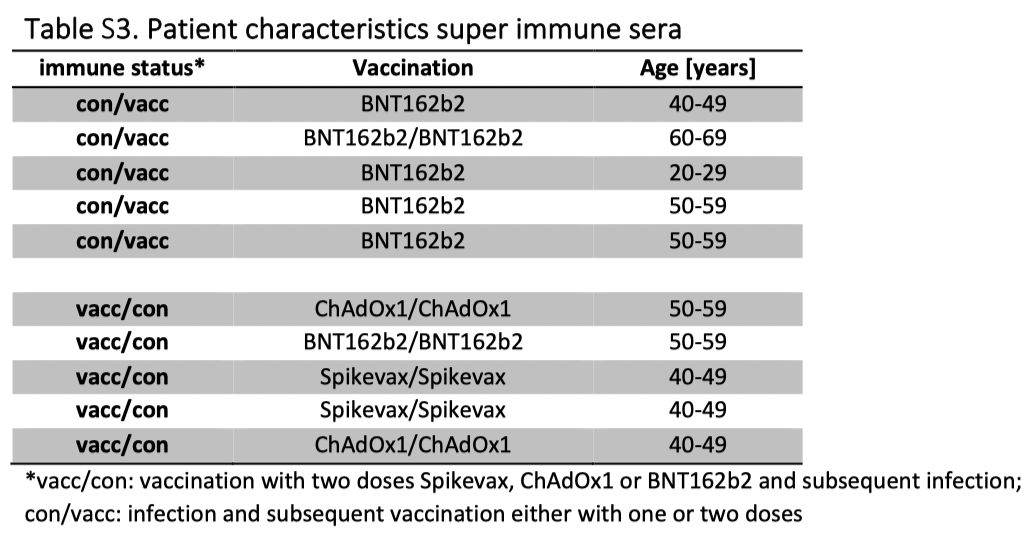 Table S3. Patient characteristics super immune sera
immune status* Vaccination Age [years]
con/vacc BNT162b2 40-49
con/vacc BNT162b2/BNT162b2 60-69
con/vacc BNT162b2 20-29
con/vacc BNT162b2 50-59
con/vacc BNT162b2 50-59
vacc/con ChAdOx1/ChAdOx1 50-59
vacc/con BNT162b2/BNT162b2 50-59
vacc/con Spikevax/Spikevax 40-49
vacc/con Spikevax/Spikevax 40-49
vacc/con ChAdOx1/ChAdOx1 40-49
*vacc/con: vaccination with two doses Spikevax, ChAdOx1 or BNT162b2 and subsequent infection;
con/vacc: infection and subsequent vaccination either with one or two doses